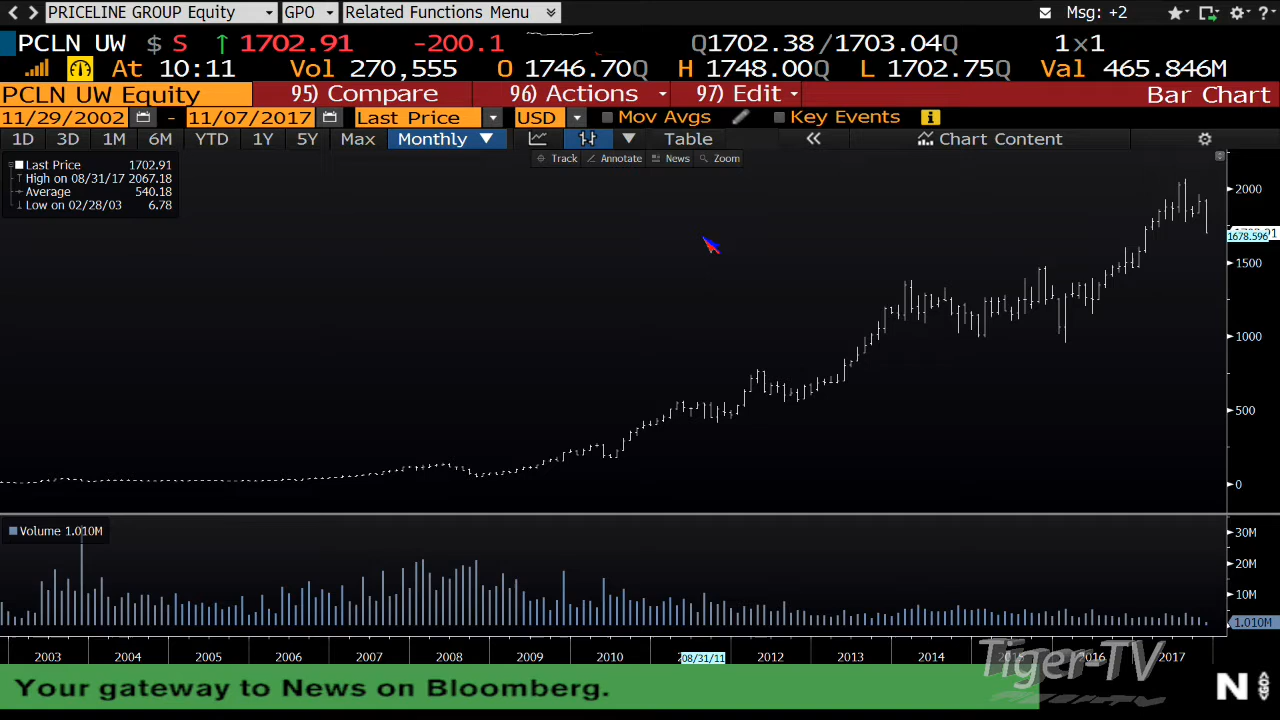 PRICELINE GROUP Equity GPO Related Functions Menu Msg: +2 ?
PCLN UW $ S ↑ 1702.91 -200.1 Q1702.38 /1703.04Q 1×1
At 10:11 Vol 270,555 O 1746.70Q H 1748.00Q L 1702.75Q Val 465.846M
PCLN UW Equity 95) Compare 96) Actions 97) Edit Bar Chart
11/29/2002 - 11/07/2017 Last Price USD Mov Avgs Key Events i
1D 3D 1M 6M YTD 1Y 5Y Max Monthly ▼ Table « Chart Content
Track Annotate News Zoom
Last Price 1702.91
High on 08/31/17 2067.18
Average 540.18
Low on 02/28/03 6.78
2000
1678.596
1500
1000
500
0
Volume 1.010M
30M
20M
10M
1.010M
2003 2004 2005 2006 2007 2008 2009 2010 08/31/11 2012 2013 2014 2015 2016 2017
Tiger-TV
Your gateway to News on Bloomberg.
N GO